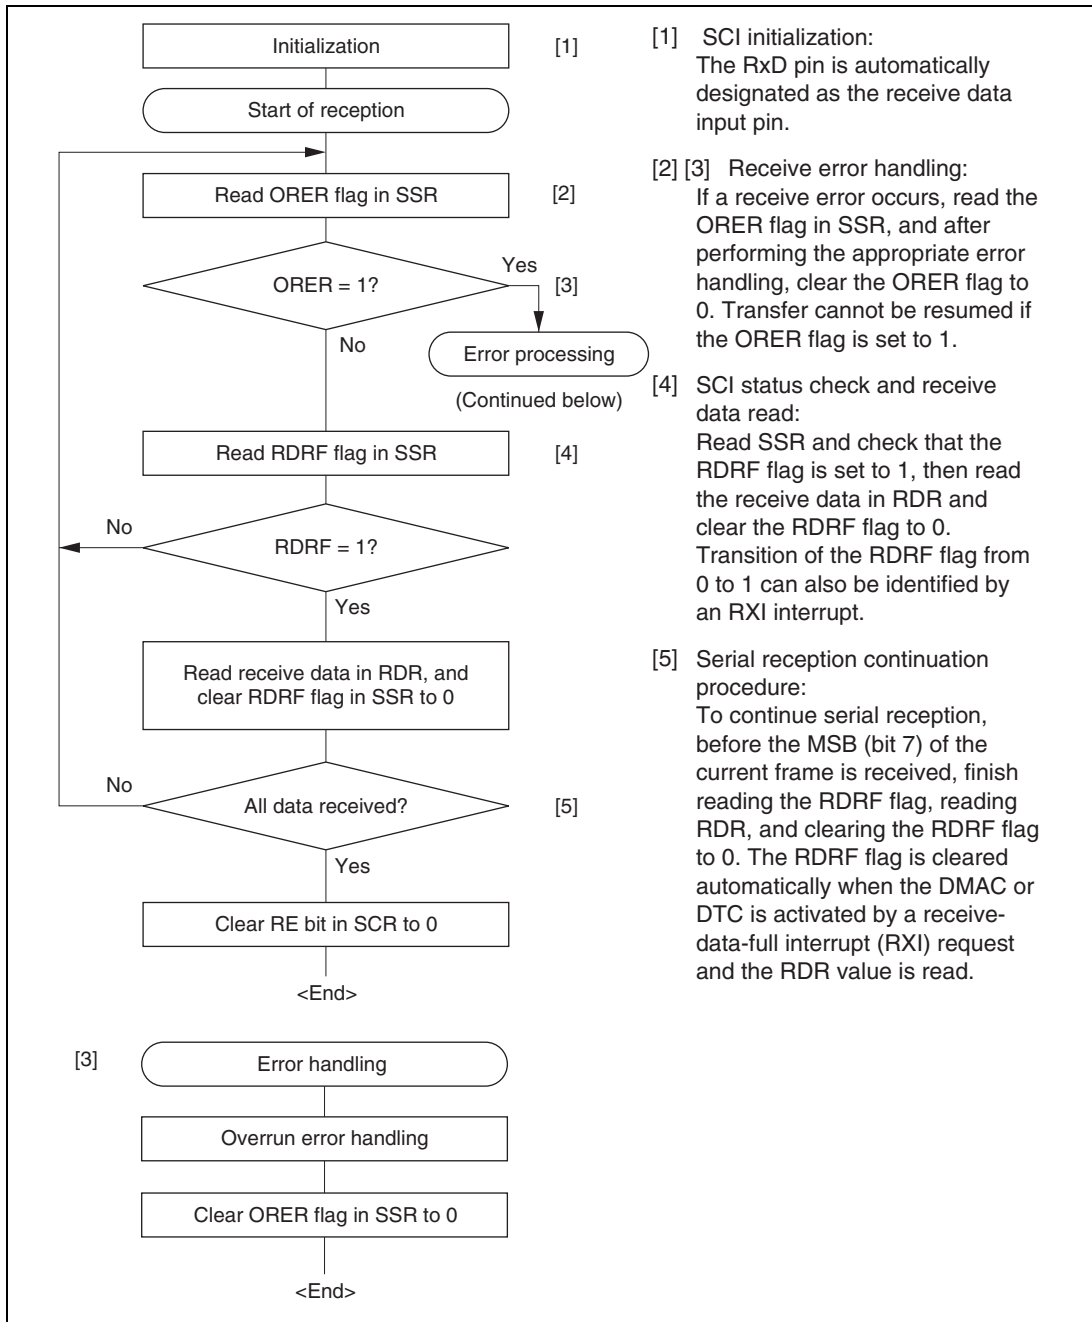 Initialization
[1]
Start of reception
Read ORER flag in SSR
[2]
ORER = 1?
Yes
[3]
No
Error processing
(Continued below)
Read RDRF flag in SSR
[4]
No
RDRF = 1?
Yes
Read receive data in RDR, and
clear RDRF flag in SSR to 0
No
All data received?
[5]
Yes
Clear RE bit in SCR to 0
<End>
[3]
Error handling
Overrun error handling
Clear ORER flag in SSR to 0
<End>
[1] SCI initialization:
The RxD pin is automatically
designated as the receive data
input pin.
[2] [3] Receive error handling:
If a receive error occurs, read the
ORER flag in SSR, and after
performing the appropriate error
handling, clear the ORER flag to
0. Transfer cannot be resumed if
the ORER flag is set to 1.
[4] SCI status check and receive
data read:
Read SSR and check that the
RDRF flag is set to 1, then read
the receive data in RDR and
clear the RDRF flag to 0.
Transition of the RDRF flag from
0 to 1 can also be identified by
an RXI interrupt.
[5] Serial reception continuation
procedure:
To continue serial reception,
before the MSB (bit 7) of the
current frame is received, finish
reading the RDRF flag, reading
RDR, and clearing the RDRF flag
to 0. The RDRF flag is cleared
automatically when the DMAC or
DTC is activated by a receive-
data-full interrupt (RXI) request
and the RDR value is read.